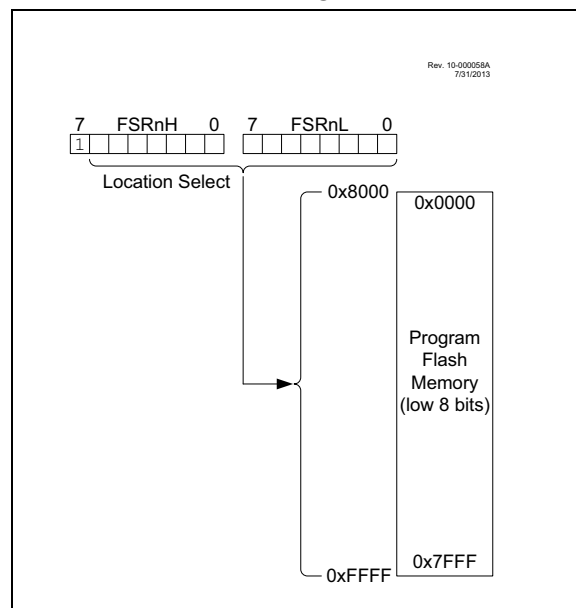 Rev. 10-000058A
7/31/2013
7 FSRnH 0 7 FSRnL 0
1
Location Select
0x8000
0x0000
Program
Flash
Memory
(low 8 bits)
0x7FFF
0xFFFF